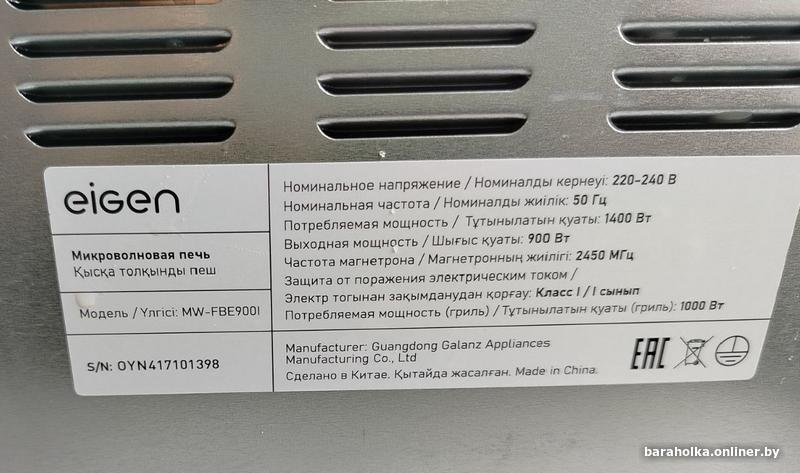 eigen
Микроволновая печь
Қысқа толқынды пеш
Модель / Үлгісі: MW-FBE900I
S/N: OYN417101398
Номинальное напряжение / Номиналды кернеуі: 220-240 В
Номинальная частота / Номиналды жиілік: 50 Гц
Потребляемая мощность / Тұтынылатын қуаты: 1400 Вт
Выходная мощность / Шығыс қуаты: 900 Вт
Частота магнетрона / Магнетронның жиілігі: 2450 МГц
Защита от поражения электрическим током /
Электр тогынан зақымданудан қорғау: Класс I / I сынып
Потребляемая мощность (гриль) / Тұтынылатын қуаты (гриль): 1000 Вт
Manufacturer: Guangdong Galanz Appliances
Manufacturing Co., Ltd
Сделано в Китае. Қытайда жасалған. Made in China.
EAC
baraholka.onliner.by